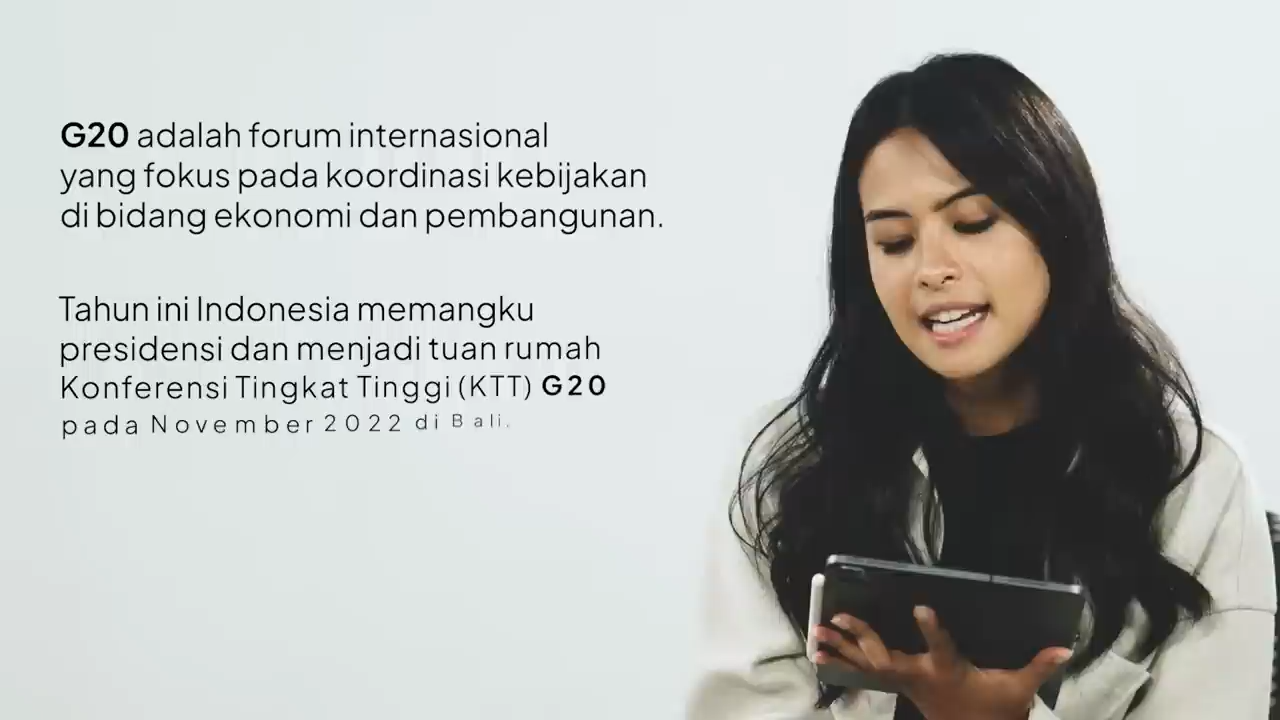 G20 adalah forum internasional
yang fokus pada koordinasi kebijakan
di bidang ekonomi dan pembangunan.
Tahun ini Indonesia memangku
presidensi dan menjadi tuan rumah
Konferensi Tingkat Tinggi (KTT) G20
pada November 2022 di Bali.